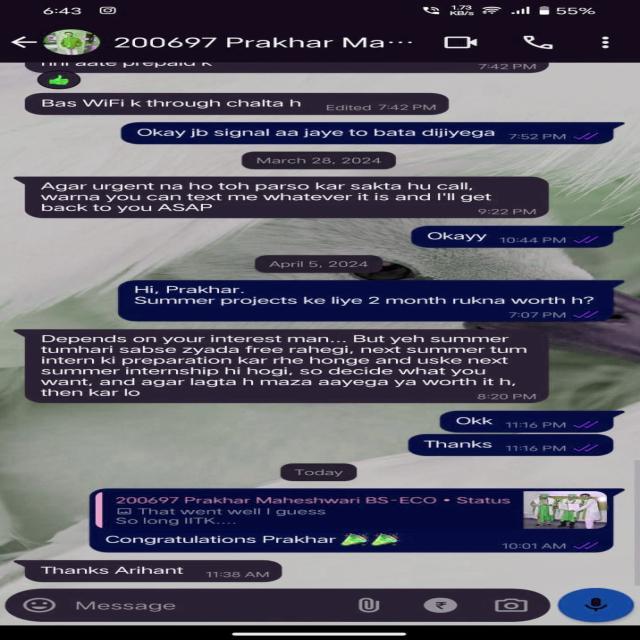 6:43
1.73
KB/s
55%
200697 Prakhar Ma...
7:42 PM
Bas WiFi k through chalta h Edited 7:42 PM
Okay jb signal aa jaye to bata dijiyega 7:52 PM
March 28, 2024
Agar urgent na ho toh parso kar sakta hu call,
warna you can text me whatever it is and I'll get
back to you ASAP
9:22 PM
Okayy 10:44 PM
April 5, 2024
Hi, Prakhar.
Summer projects ke liye 2 month rukna worth h?
7:07 PM
Depends on your interest man... But yeh summer
tumhari sabse zyada free rahegi, next summer tum
intern ki preparation kar rhe honge and uske next
summer internship hi hogi, so decide what you
want, and agar lagta h maza aayega ya worth it h,
then kar lo
8:20 PM
Okk 11:16 PM
Thanks 11:16 PM
Today
200697 Prakhar Maheshwari BS-ECO • Status
That went well I guess
So long IITK....
Congratulations Prakhar 🎉🎉
10:01 AM
Thanks Arihant 11:38 AM
Message
₹